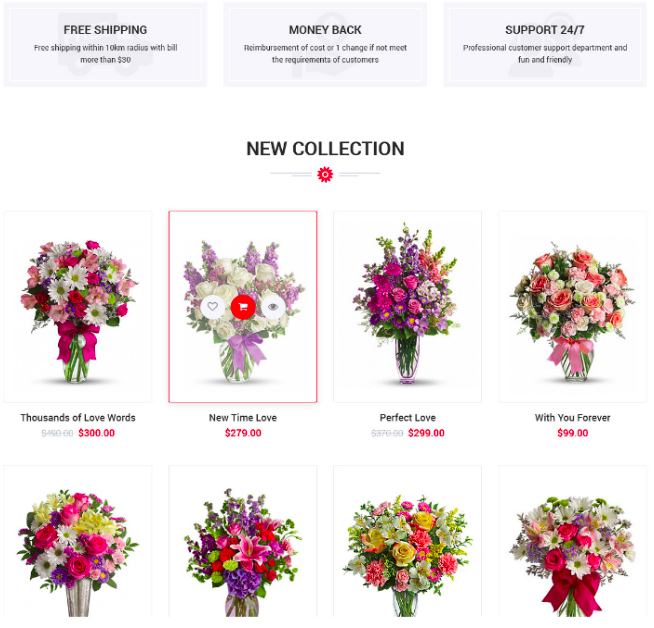 FREE SHIPPING
Free shipping within 10km radius with bill
more than $30
MONEY BACK
Reimbursement of cost or 1 change if not meet
the requirements of customers
SUPPORT 24/7
Professional customer support department and
fun and friendly
NEW COLLECTION
Thousands of Love Words
$450.00 $300.00
New Time Love
$279.00
Perfect Love
$370.00 $299.00
With You Forever
$99.00